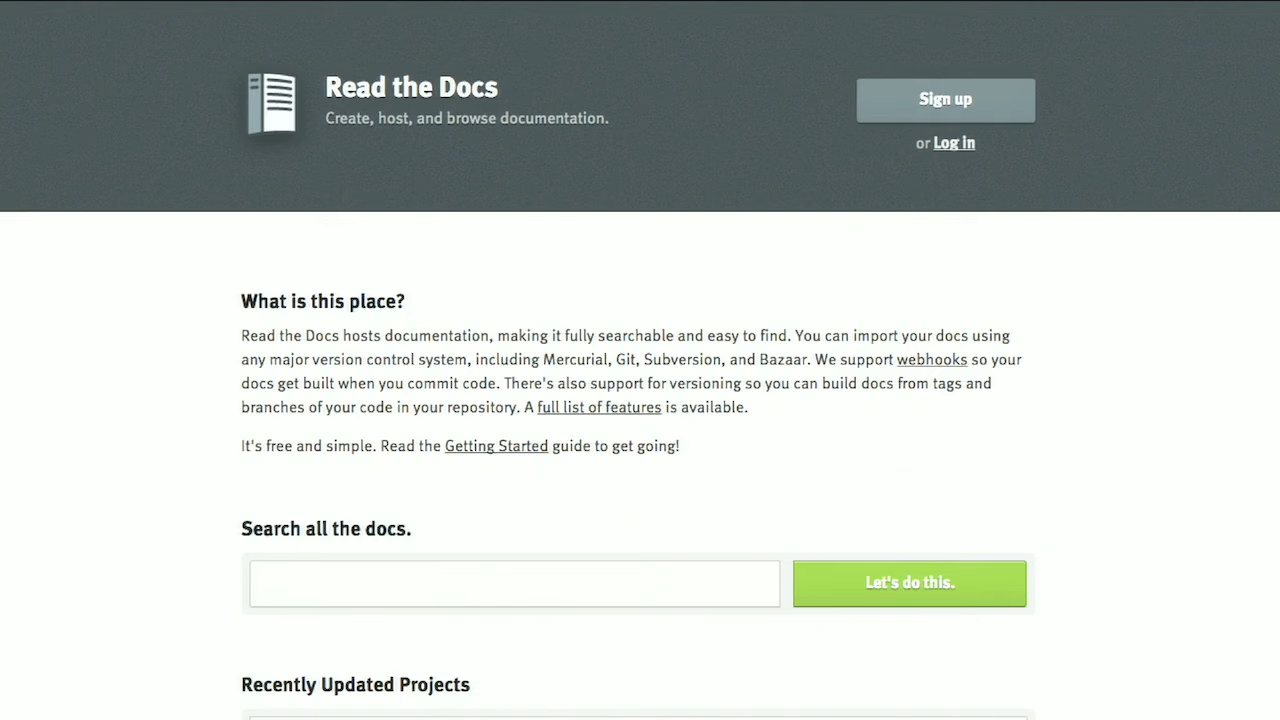 Read the Docs
Create, host, and browse documentation.
Sign up
or Log in
What is this place?
Read the Docs hosts documentation, making it fully searchable and easy to find. You can import your docs using
any major version control system, including Mercurial, Git, Subversion, and Bazaar. We support webhooks so your
docs get built when you commit code. There's also support for versioning so you can build docs from tags and
branches of your code in your repository. A full list of features is available.
It's free and simple. Read the Getting Started guide to get going!
Search all the docs.
Let's do this.
Recently Updated Projects